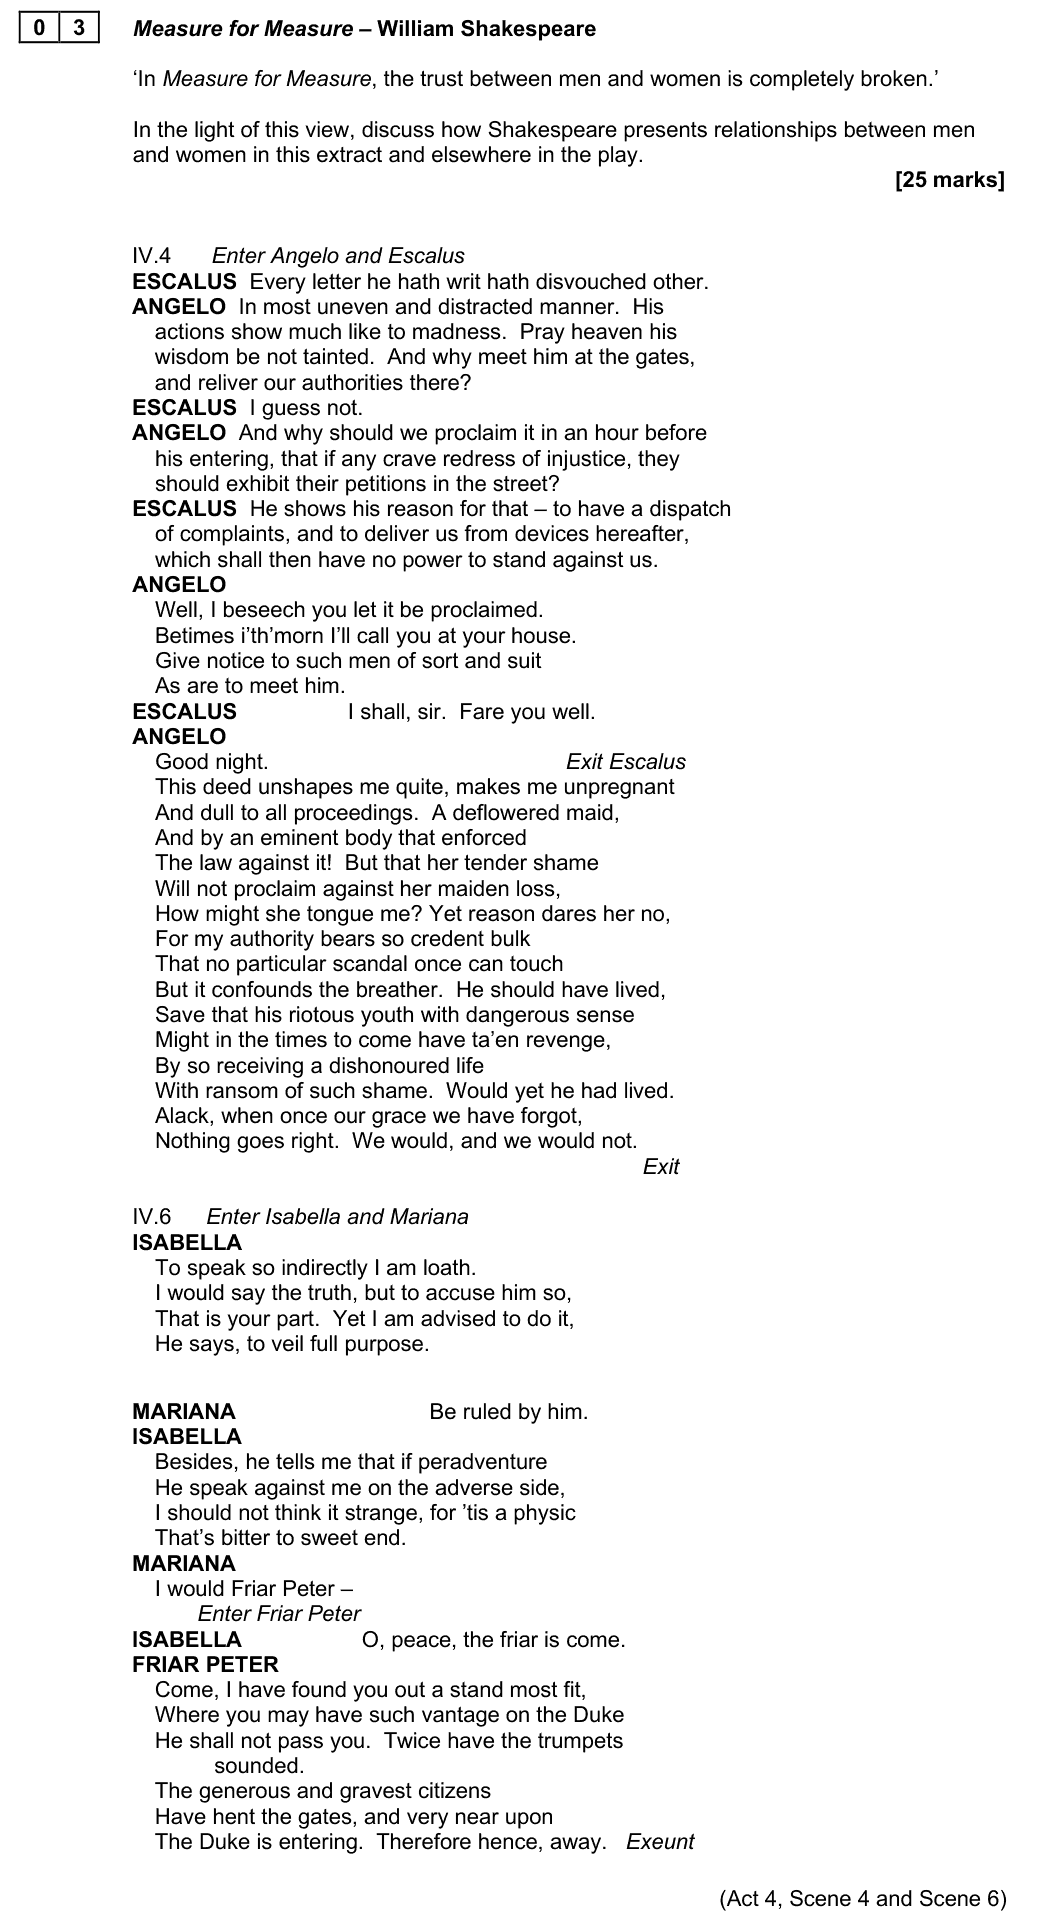 0 3 Measure for Measure – William Shakespeare
‘In Measure for Measure, the trust between men and women is completely broken.’
In the light of this view, discuss how Shakespeare presents relationships between men
and women in this extract and elsewhere in the play.
[25 marks]
IV.4 Enter Angelo and Escalus
ESCALUS Every letter he hath writ hath disvouched other.
ANGELO In most uneven and distracted manner. His
actions show much like to madness. Pray heaven his
wisdom be not tainted. And why meet him at the gates,
and reliver our authorities there?
ESCALUS I guess not.
ANGELO And why should we proclaim it in an hour before
his entering, that if any crave redress of injustice, they
should exhibit their petitions in the street?
ESCALUS He shows his reason for that – to have a dispatch
of complaints, and to deliver us from devices hereafter,
which shall then have no power to stand against us.
ANGELO
Well, I beseech you let it be proclaimed.
Betimes i’th’morn I’ll call you at your house.
Give notice to such men of sort and suit
As are to meet him.
ESCALUS I shall, sir. Fare you well.
ANGELO
Good night. Exit Escalus
This deed unshapes me quite, makes me unpregnant
And dull to all proceedings. A deflowered maid,
And by an eminent body that enforced
The law against it! But that her tender shame
Will not proclaim against her maiden loss,
How might she tongue me? Yet reason dares her no,
For my authority bears so credent bulk
That no particular scandal once can touch
But it confounds the breather. He should have lived,
Save that his riotous youth with dangerous sense
Might in the times to come have ta’en revenge,
By so receiving a dishonoured life
With ransom of such shame. Would yet he had lived.
Alack, when once our grace we have forgot,
Nothing goes right. We would, and we would not.
Exit
IV.6 Enter Isabella and Mariana
ISABELLA
To speak so indirectly I am loath.
I would say the truth, but to accuse him so,
That is your part. Yet I am advised to do it,
He says, to veil full purpose.
MARIANA Be ruled by him.
ISABELLA
Besides, he tells me that if peradventure
He speak against me on the adverse side,
I should not think it strange, for ’tis a physic
That’s bitter to sweet end.
MARIANA
I would Friar Peter –
Enter Friar Peter
ISABELLA O, peace, the friar is come.
FRIAR PETER
Come, I have found you out a stand most fit,
Where you may have such vantage on the Duke
He shall not pass you. Twice have the trumpets
sounded.
The generous and gravest citizens
Have hent the gates, and very near upon
The Duke is entering. Therefore hence, away. Exeunt
(Act 4, Scene 4 and Scene 6)